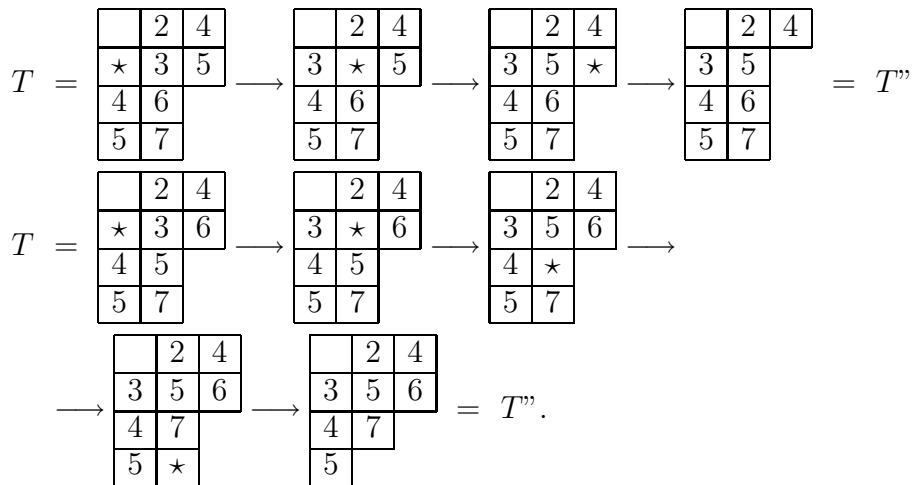 2 4 2 4 2 4 2 4
T = ⋆ 3 5 ⟶ 3 ⋆ 5 ⟶ 3 5 ⋆ ⟶ 3 5 = T”
4 6 4 6 4 6 4 6
5 7 5 7 5 7 5 7
2 4 2 4 2 4
T = ⋆ 3 6 ⟶ 3 ⋆ 6 ⟶ 3 5 6 ⟶
4 5 4 5 4 ⋆
5 7 5 7 5 7
2 4 2 4
⟶ 3 5 6 ⟶ 3 5 6 = T”.
4 7 4 7
5 ⋆ 5